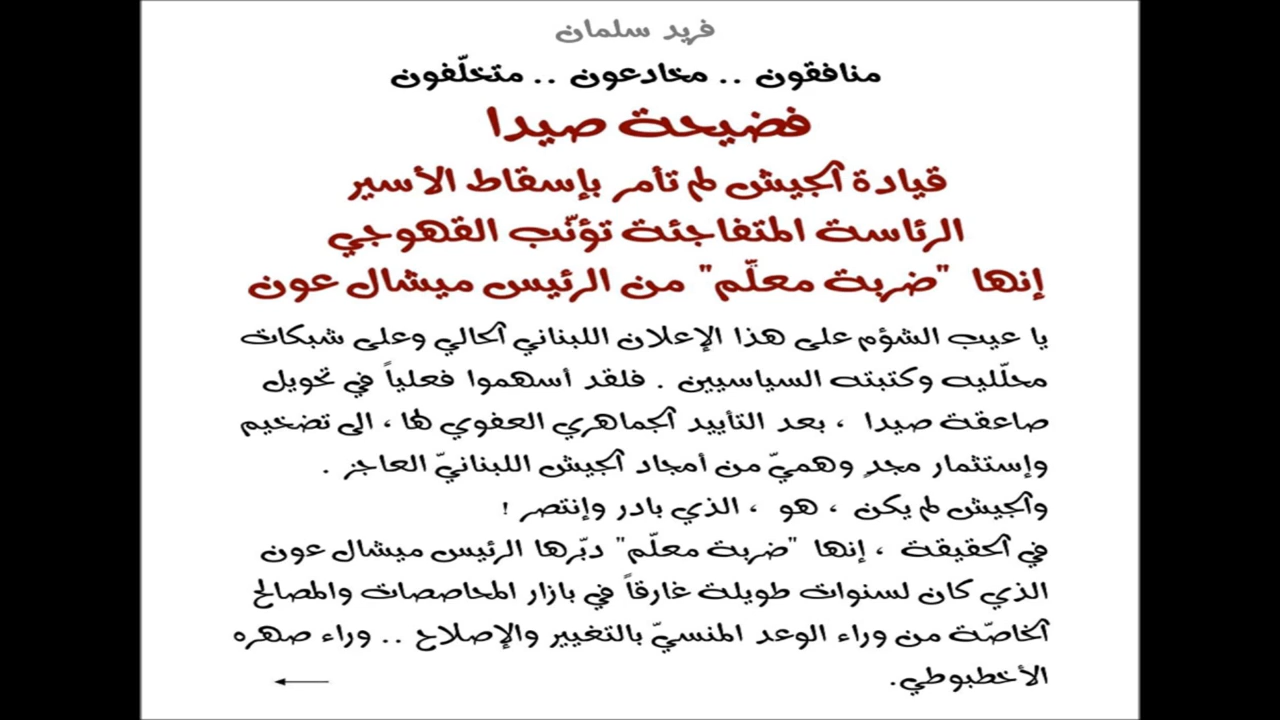 فريد سلمان
منافقون .. مخادعون .. متخلّفون
فضيحة صيدا
قيادة الجيش لم تأمر بإسقاط الأسير
الرئاسة المتفاجئة تؤنّب القهوجي
إنها "ضربة معلّم" من الرئيس ميشال عون
يا عيب الشؤم على هذا الإعلان اللبناني الحالي وعلى شبكات
محلّليه وكتبته السياسيين . فلقد أسهموا فعلياً في تحويل
صاعقة صيدا ، بعد التأييد الجماهري العفوي لها ، الى تضخيم
وإستثمار مجدٍ وهميّ من أمجاد الجيش اللبنانيّ العاجز .
والجيش لم يكن ، هو ، الذي بادر وإنتصر !
في الحقيقة ، إنها "ضربة معلّم" دبّرها الرئيس ميشال عون
الذي كان لسنوات طويلة غارقاً في بازار المحاصصات والمصالح
الخاصّة من وراء الوعد المنسيّ بالتغيير والإصلاح .. وراء صهره
الأخطبوطي.